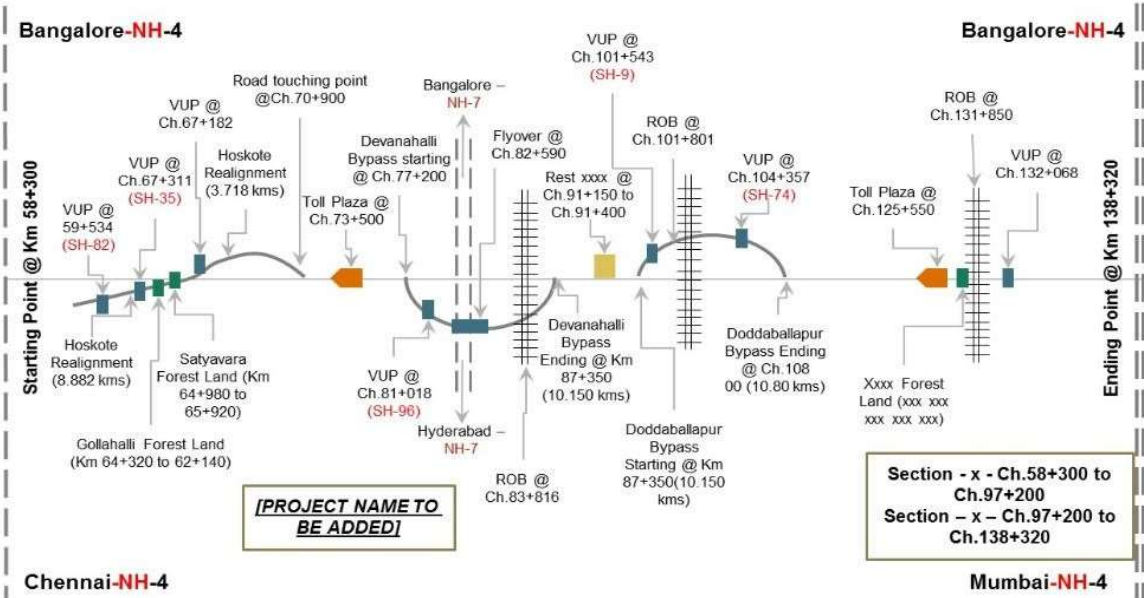 Bangalore-NH-4
Bangalore-NH-4
Starting Point @ Km 58+300
VUP @
59+534
(SH-82)
VUP @
Ch.67+311
(SH-35)
VUP @
Ch.67+182
Hoskote
Realignment
(3.718 kms)
Road touching point
@Ch.70+900
Toll Plaza @
Ch.73+500
Devanahalli
Bypass starting
@ Ch.77+200
Bangalore –
NH-7
Flyover @
Ch.82+590
VUP @
Ch.101+543
(SH-9)
Rest xxxx @
Ch.91+150 to
Ch.91+400
ROB @
Ch.101+801
VUP @
Ch.104+357
(SH-74)
Toll Plaza @
Ch.125+550
ROB @
Ch.131+850
VUP @
Ch.132+068
Ending Point @ Km 138+320
Hoskote
Realignment
(8.882 kms)
Gollahalli Forest Land
(Km 64+320 to 62+140)
Satyavara
Forest Land (Km
64+980 to
65+920)
VUP @
Ch.81+018
(SH-96)
Hyderabad –
NH-7
ROB @
Ch.83+816
Devanahalli
Bypass
Ending @ Km
87+350
(10.150 kms)
Doddaballapur
Bypass
Starting @ Km
87+350(10.150
kms)
Doddaballapur
Bypass Ending
@ Ch.108
00 (10.80 kms)
Xxxx Forest
Land (xxx xxx
xxx xxx xxx)
[PROJECT NAME TO
BE ADDED]
Section - x - Ch.58+300 to
Ch.97+200
Section – x – Ch.97+200 to
Ch.138+320
Chennai-NH-4
Mumbai-NH-4